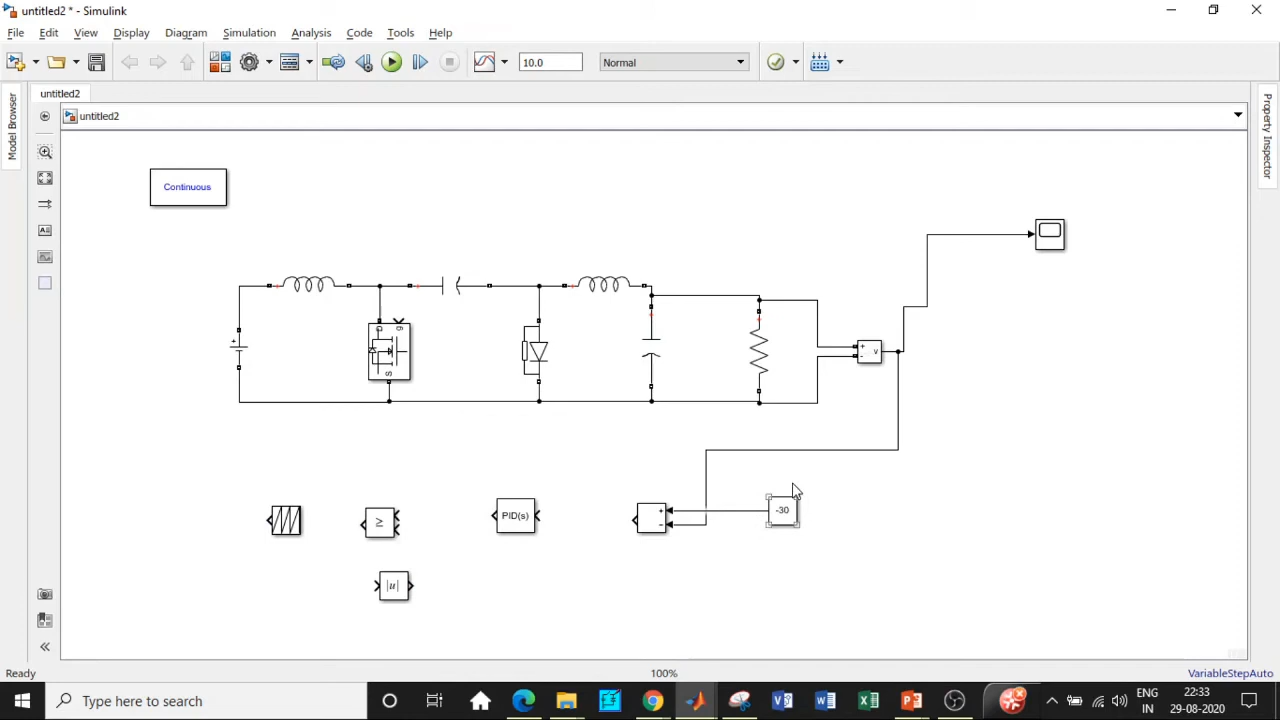 untitled2 * - Simulink
File Edit View Display Diagram Simulation Analysis Code Tools Help
10.0
Normal
untitled2
untitled2
Model Browser
Property Inspector
Continuous
D
g
S
+
+
-
v
PID(s)
≥
+
-
-30
|u|
Ready
100%
VariableStepAuto
Type here to search
ENG
IN
22:33
29-08-2020